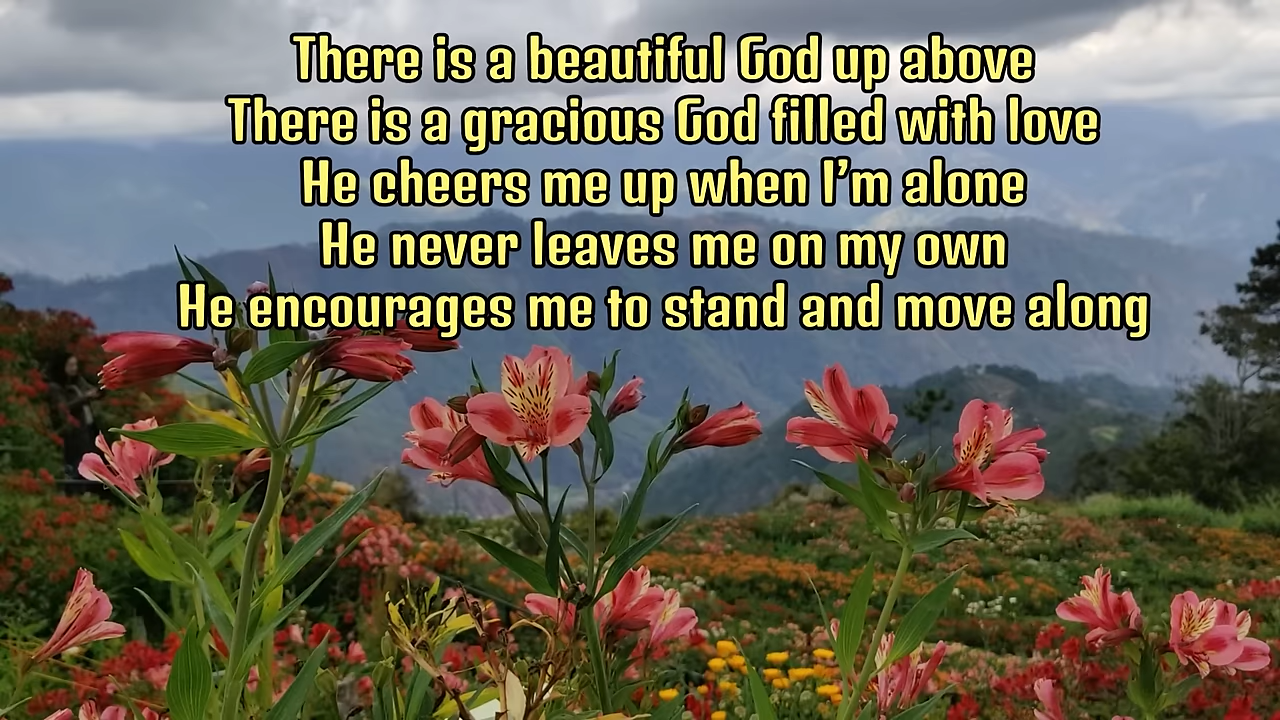 There is a beautiful God up above
There is a gracious God filled with love
He cheers me up when I'm alone
He never leaves me on my own
He encourages me to stand and move along